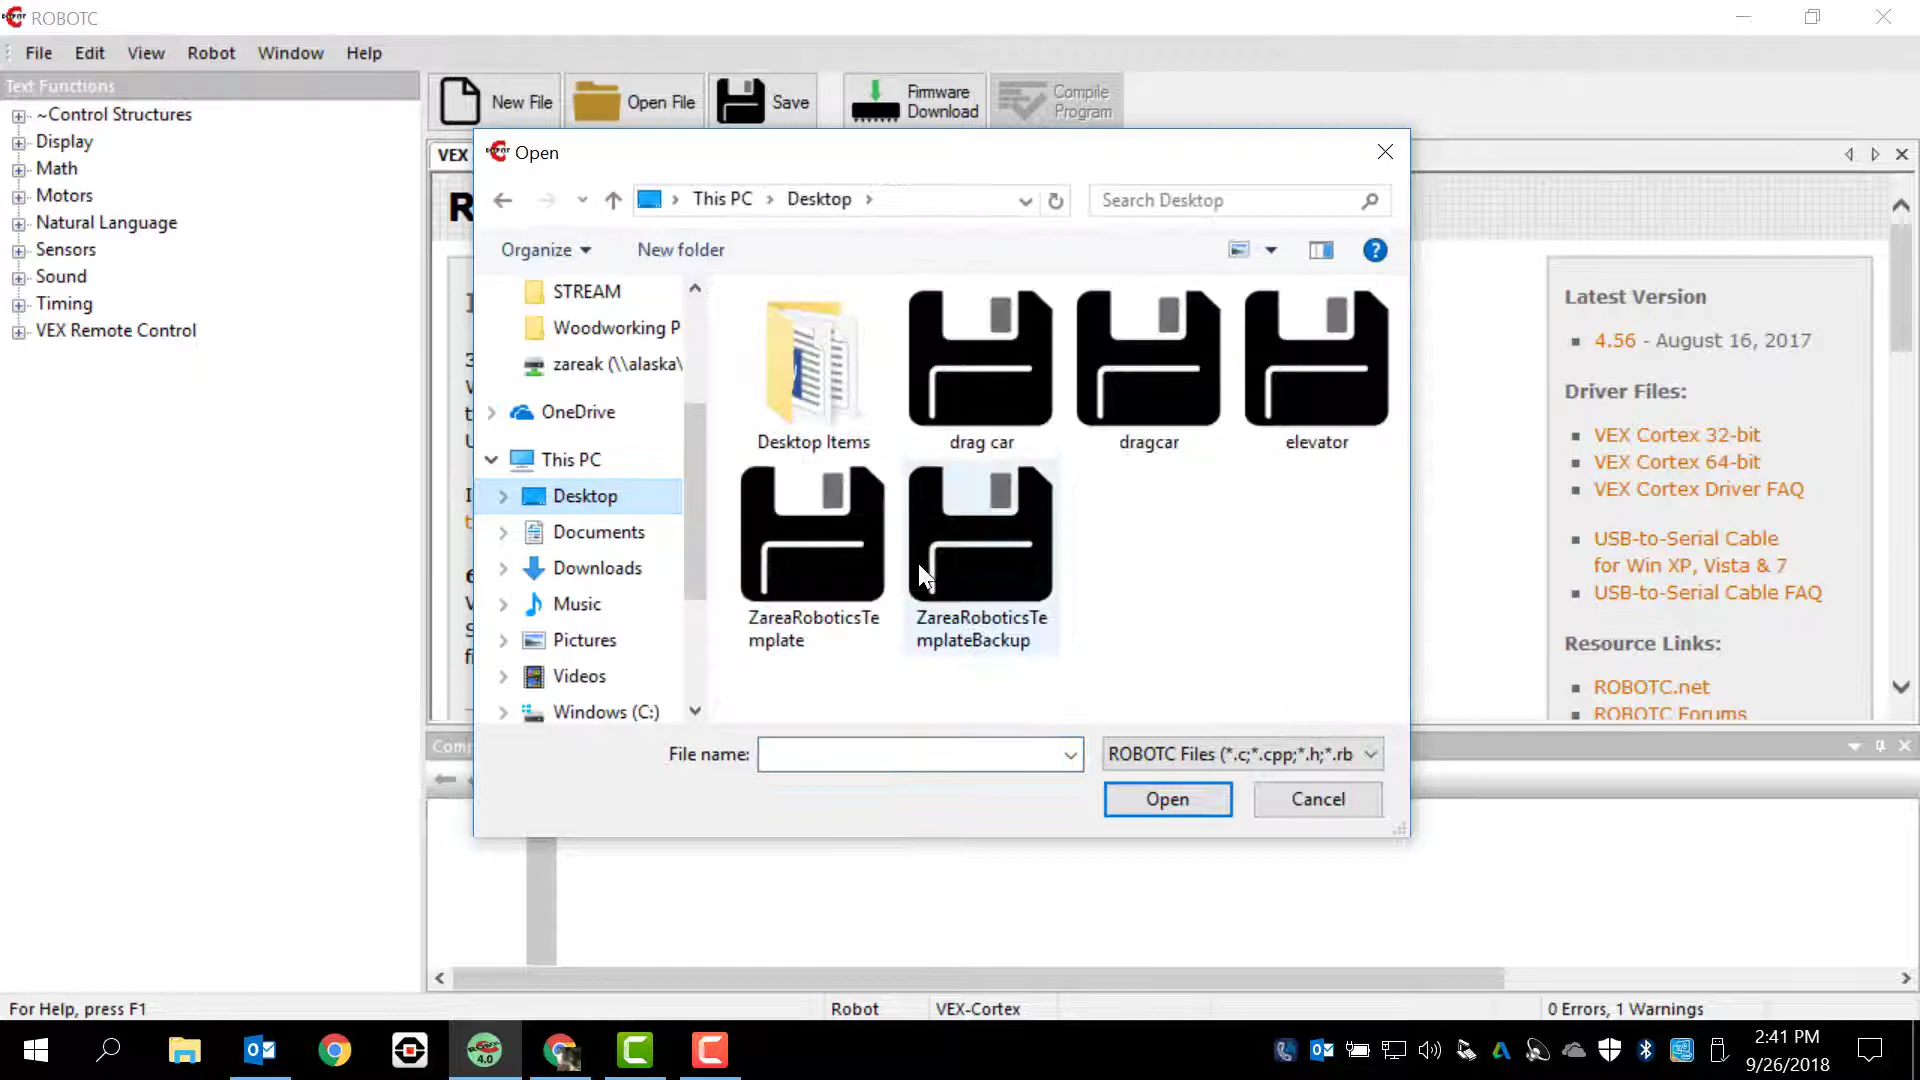 ROBOTC
File Edit View Robot Window Help
Text Functions
~Control Structures
Display
Math
Motors
Natural Language
Sensors
Sound
Timing
VEX Remote Control
New File
Open File
Save
Firmware
Download
Compile
Program
VEX
R
Open
This PC > Desktop >
Search Desktop
Organize
New folder
STREAM
Woodworking P
zareak (\\alaska\
OneDrive
This PC
Desktop
Documents
Downloads
Music
Pictures
Videos
Windows (C:)
Desktop Items
drag car
dragcar
elevator
ZareaRoboticsTe
mplate
ZareaRoboticsTe
mplateBackup
File name:
ROBOTC Files (*.c;*.cpp;*.h;*.rb
Open
Cancel
Latest Version
4.56 - August 16, 2017
Driver Files:
VEX Cortex 32-bit
VEX Cortex 64-bit
VEX Cortex Driver FAQ
USB-to-Serial Cable
for Win XP, Vista & 7
USB-to-Serial Cable FAQ
Resource Links:
ROBOTC.net
ROBOTC Forums
For Help, press F1
Robot
VEX-Cortex
0 Errors, 1 Warnings
4.0
2:41 PM
9/26/2018